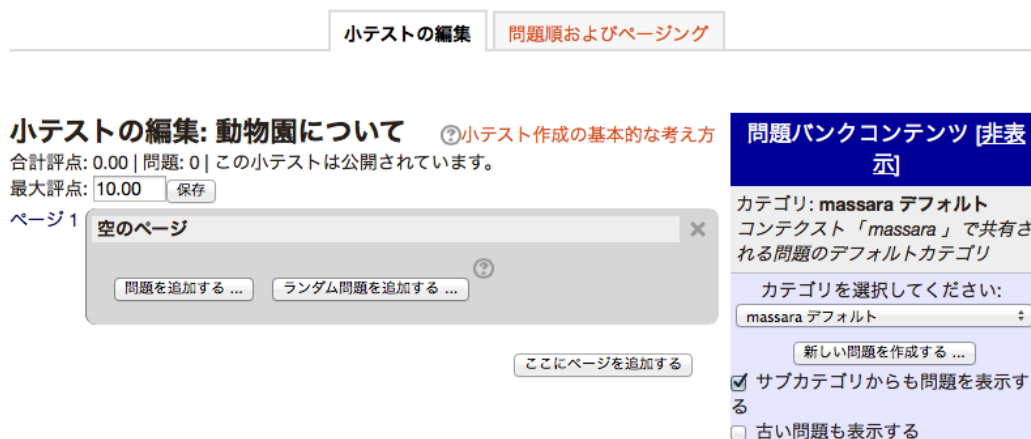 小テストの編集 問題順およびページング
小テストの編集: 動物園について ?小テスト作成の基本的な考え方
合計評点: 0.00 | 問題: 0 | この小テストは公開されています。
最大評点: 10.00 保存
ページ 1 空のページ ×
問題を追加する ... ランダム問題を追加する ... ?
ここにページを追加する
問題バンクコンテンツ [非表
示]
カテゴリ: massara デフォルト
コンテクスト「 massara 」 で共有さ
れる問題のデフォルトカテゴリ
カテゴリを選択してください:
massara デフォルト
新しい問題を作成する ...
サブカテゴリからも問題を表示す
る
古い問題も表示する